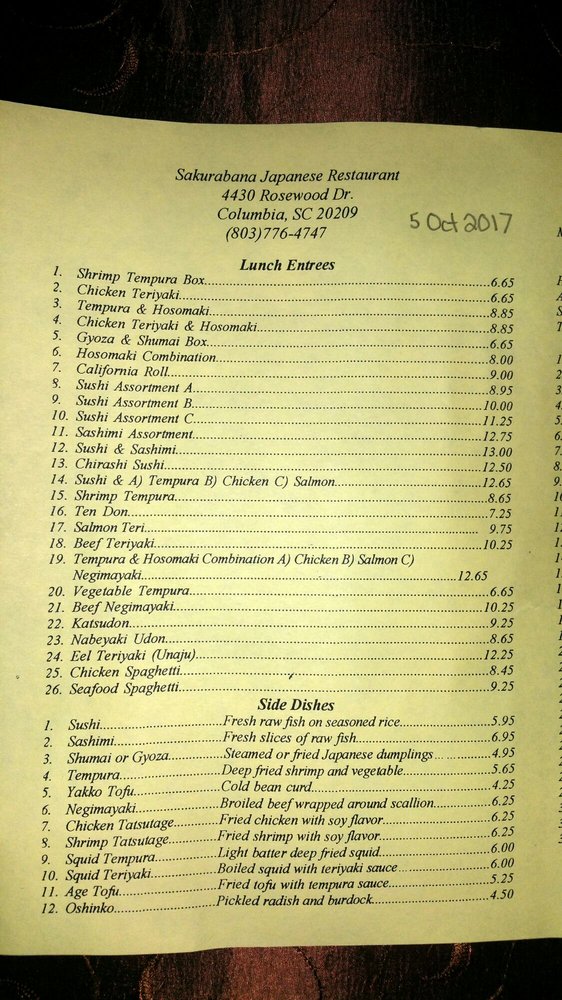 Sakurabana Japanese Restaurant
4430 Rosewood Dr.
Columbia, SC 20209
(803)776-4747
5 Oct 2017
Lunch Entrees
1. Shrimp Tempura Box 6.65
2. Chicken Teriyaki 6.65
3. Tempura & Hosomaki 8.85
4. Chicken Teriyaki & Hosomaki 8.85
5. Gyoza & Shumai Box 6.65
6. Hosomaki Combination 8.00
7. California Roll 9.00
8. Sushi Assortment A 8.95
9. Sushi Assortment B 10.00
10. Sushi Assortment C 11.25
11. Sashimi Assortment 12.75
12. Sushi & Sashimi 13.00
13. Chirashi Sushi 12.50
14. Sushi & A) Tempura B) Chicken C) Salmon 12.65
15. Shrimp Tempura 8.65
16. Ten Don 7.25
17. Salmon Teri 9.75
18. Beef Teriyaki 10.25
19. Tempura & Hosomaki Combination A) Chicken B) Salmon C)
Negimayaki 12.65
20. Vegetable Tempura 6.65
21. Beef Negimayaki 10.25
22. Katsudon 9.25
23. Nabeyaki Udon 8.65
24. Eel Teriyaki (Unaju) 12.25
25. Chicken Spaghetti 8.45
26. Seafood Spaghetti 9.25
Side Dishes
1. Sushi Fresh raw fish on seasoned rice 5.95
2. Sashimi Fresh slices of raw fish 6.95
3. Shumai or Gyoza Steamed or fried Japanese dumplings 4.95
4. Tempura Deep fried shrimp and vegetable 5.65
5. Yakko Tofu Cold bean curd 4.25
6. Negimayaki Broiled beef wrapped around scallion 6.25
7. Chicken Tatsutage Fried chicken with soy flavor 6.25
8. Shrimp Tatsutage Fried shrimp with soy flavor 6.25
9. Squid Tempura Light batter deep fried squid 6.00
10. Squid Teriyaki Boiled squid with teriyaki sauce 6.00
11. Age Tofu Fried tofu with tempura sauce 5.25
12. Oshinko Pickled radish and burdock 4.50